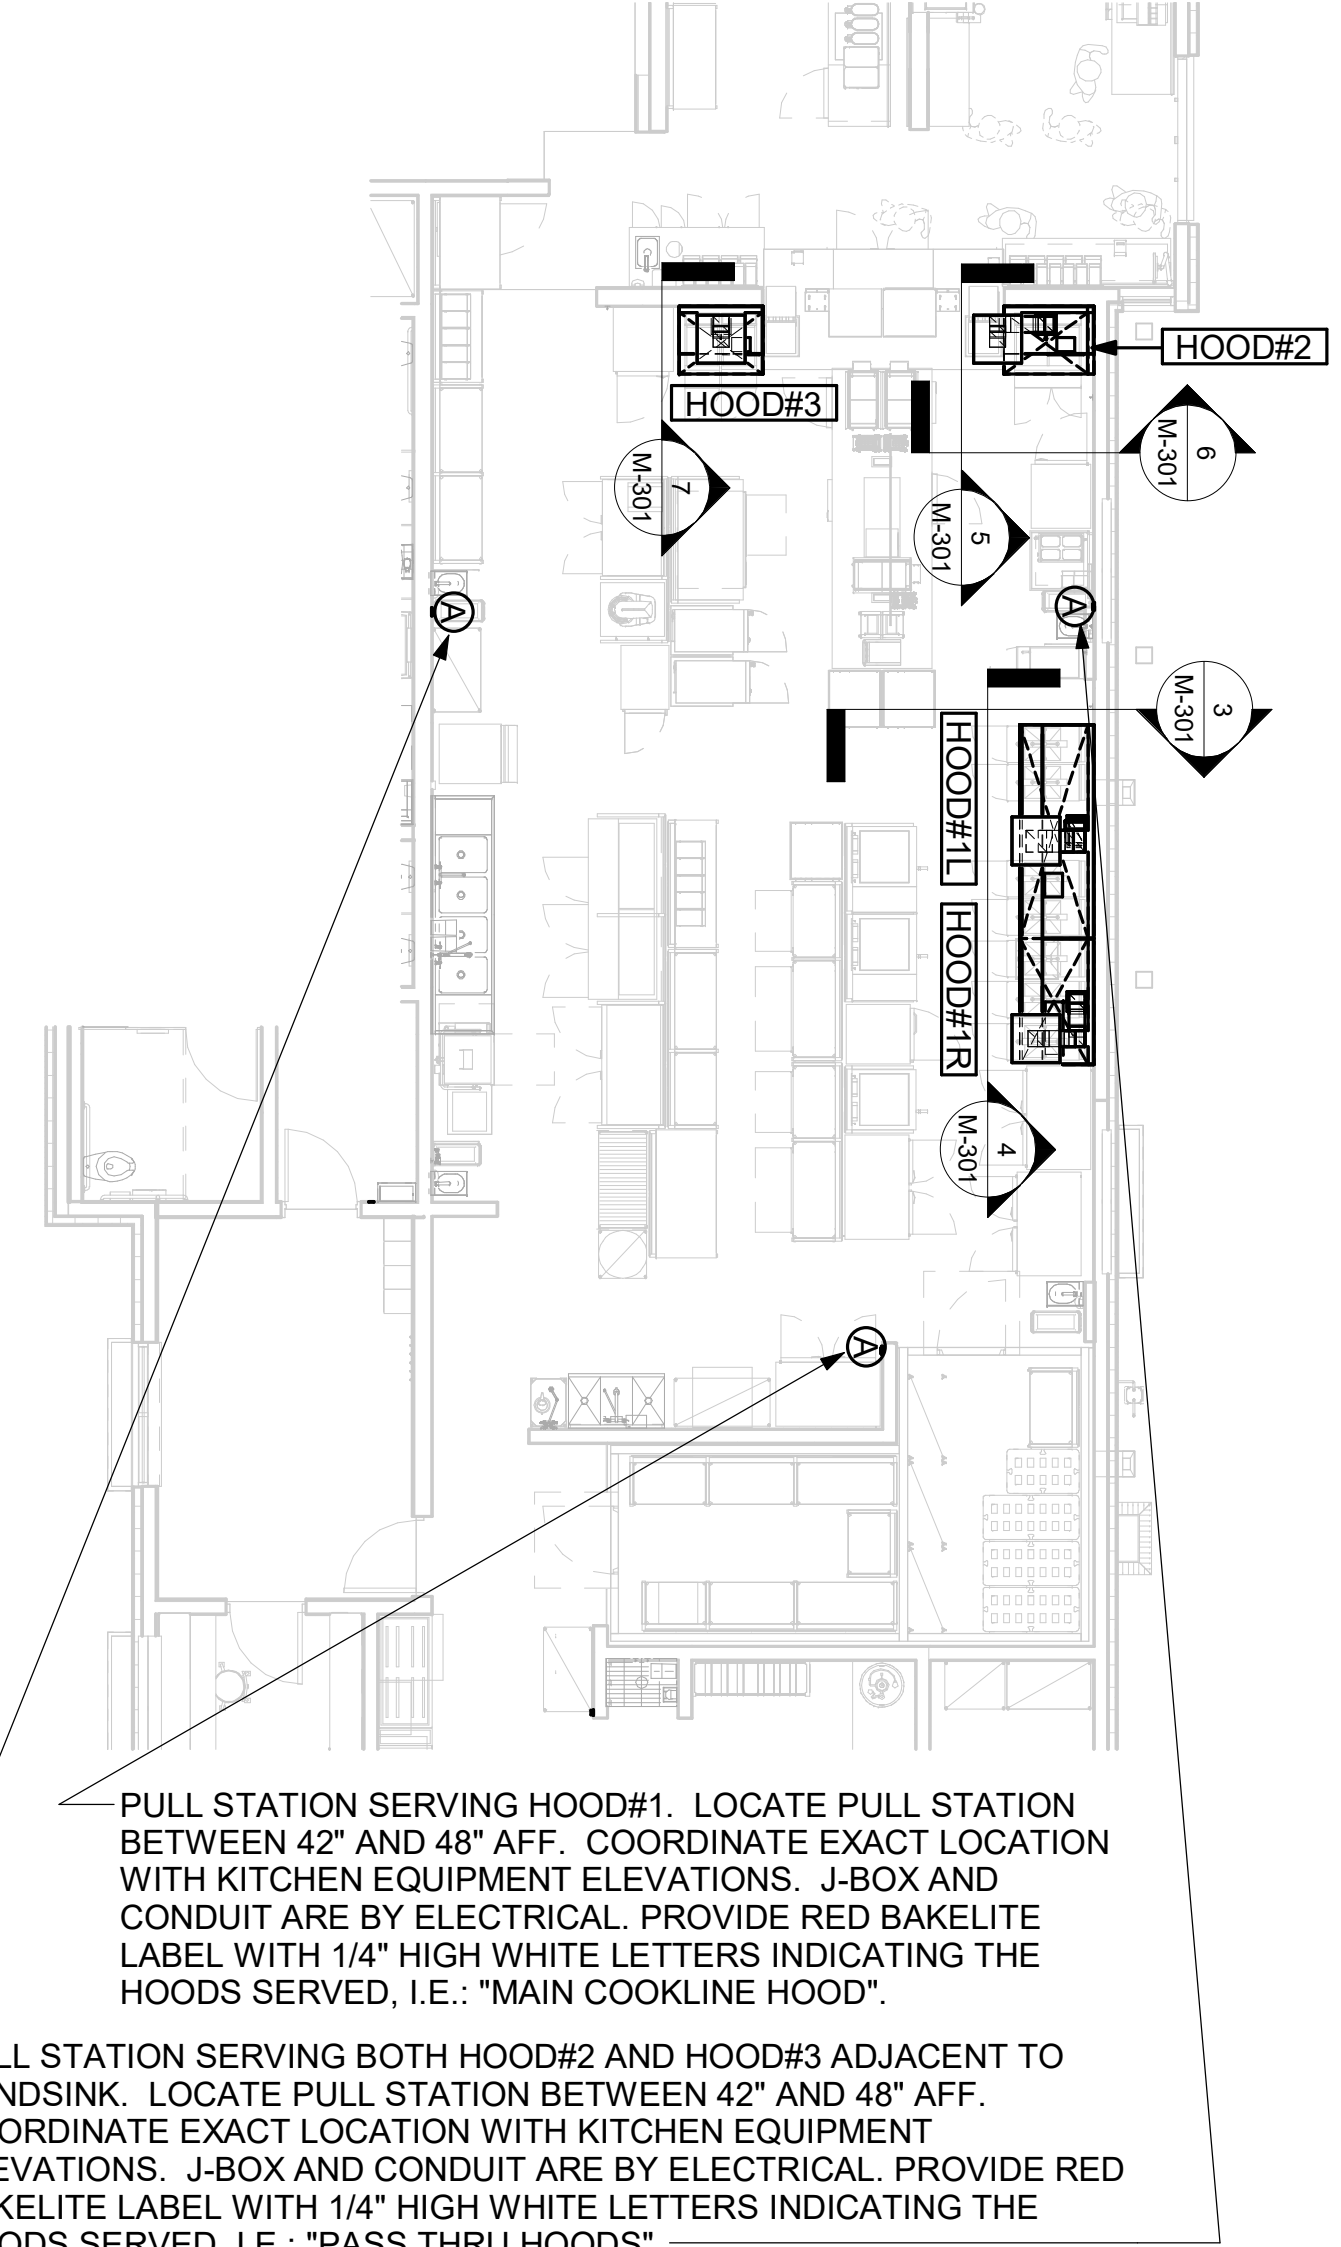 HOOD#2
HOOD#3
6
M-301
7
M-301
5
M-301
A
A
3
M-301
HOOD#1L
HOOD#1R
4
M-301
A
PULL STATION SERVING HOOD#1. LOCATE PULL STATION
BETWEEN 42" AND 48" AFF. COORDINATE EXACT LOCATION
WITH KITCHEN EQUIPMENT ELEVATIONS. J-BOX AND
CONDUIT ARE BY ELECTRICAL. PROVIDE RED BAKELITE
LABEL WITH 1/4" HIGH WHITE LETTERS INDICATING THE
HOODS SERVED, I.E.: "MAIN COOKLINE HOOD".
STATION SERVING BOTH HOOD#2 AND HOOD#3 ADJACENT TO
LOCATE PULL STATION BETWEEN 42" AND 48" AFF.
EXACT LOCATION WITH KITCHEN EQUIPMENT
J-BOX AND CONDUIT ARE BY ELECTRICAL. PROVIDE RED
LABEL WITH 1/4" HIGH WHITE LETTERS INDICATING THE
SERVED, I.E.: "PASS THRU HOODS"